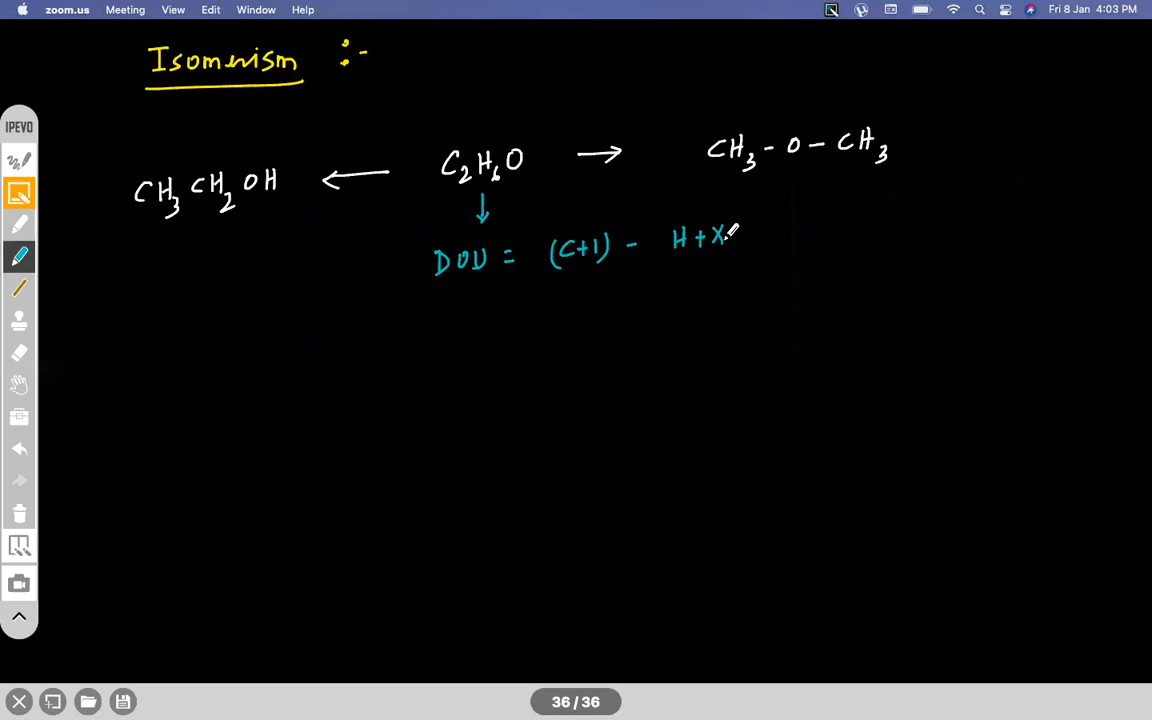 zoom.us Meeting View Edit Window Help Fri 8 Jan 4:03 PM
Isomerism :-
IPEVO
CH3CH2OH ← C2H6O → CH3-O-CH3
↓
DOU = (C+1) - H+X
36 / 36